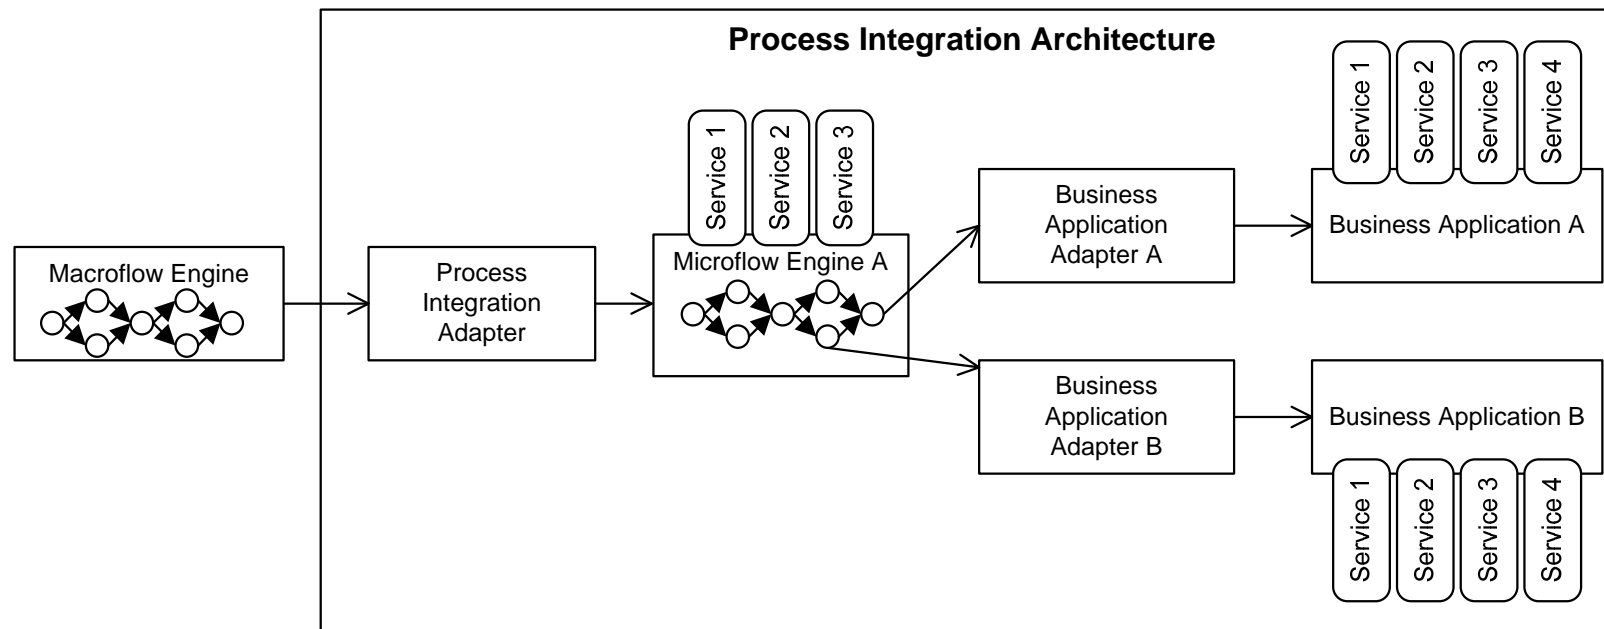 Process Integration Architecture
Service 1
Service 2
Service 3
Service 4
Service 1
Service 2
Service 3
Business
Application
Adapter A
Business Application A
Macroflow Engine
Process
Integration
Adapter
Microflow Engine A
Business
Application
Adapter B
Business Application B
Service 1
Service 2
Service 3
Service 4